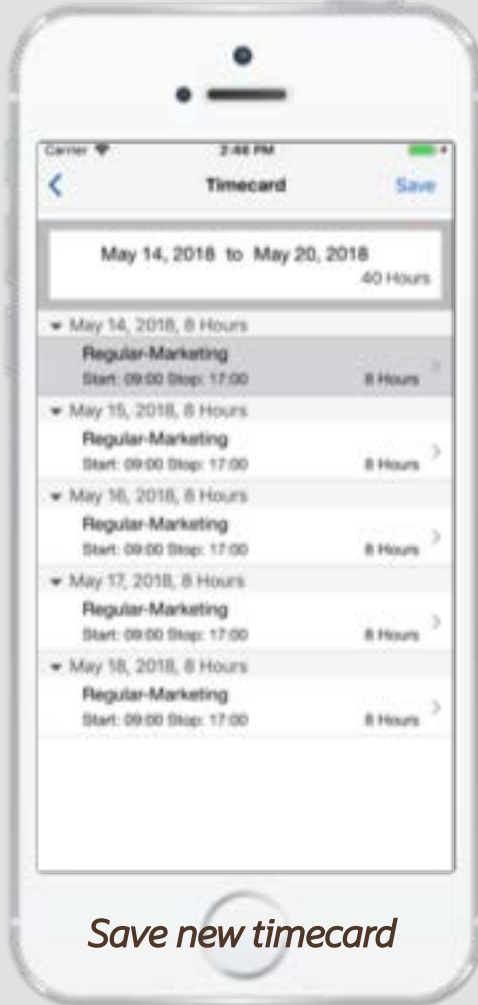 Carrier 2:46 PM
Timecard Save
May 14, 2018 to May 20, 2018
40 Hours
May 14, 2018, 8 Hours
Regular-Marketing
Start: 09:00 Stop: 17:00 8 Hours
May 15, 2018, 8 Hours
Regular-Marketing
Start: 09:00 Stop: 17:00 8 Hours
May 16, 2018, 8 Hours
Regular-Marketing
Start: 09:00 Stop: 17:00 8 Hours
May 17, 2018, 8 Hours
Regular-Marketing
Start: 09:00 Stop: 17:00 8 Hours
May 18, 2018, 8 Hours
Regular-Marketing
Start: 09:00 Stop: 17:00 8 Hours
Save new timecard